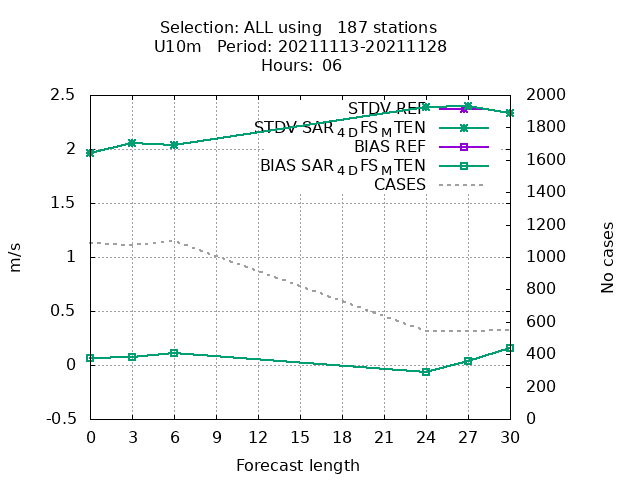 Selection: ALL using   187 stations
U10m   Period: 20211113-20211128
Hours: 06
2.5
2
1.5
1
0.5
0
-0.5
m/s
STDV REF
STDV SAR4DFSMTEN
BIAS REF
BIAS SAR4DFSMTEN
CASES
2000
1800
1600
1400
1200
1000
800
600
400
200
0
No cases
0 3 6 9 12 15 18 21 24 27 30
Forecast length